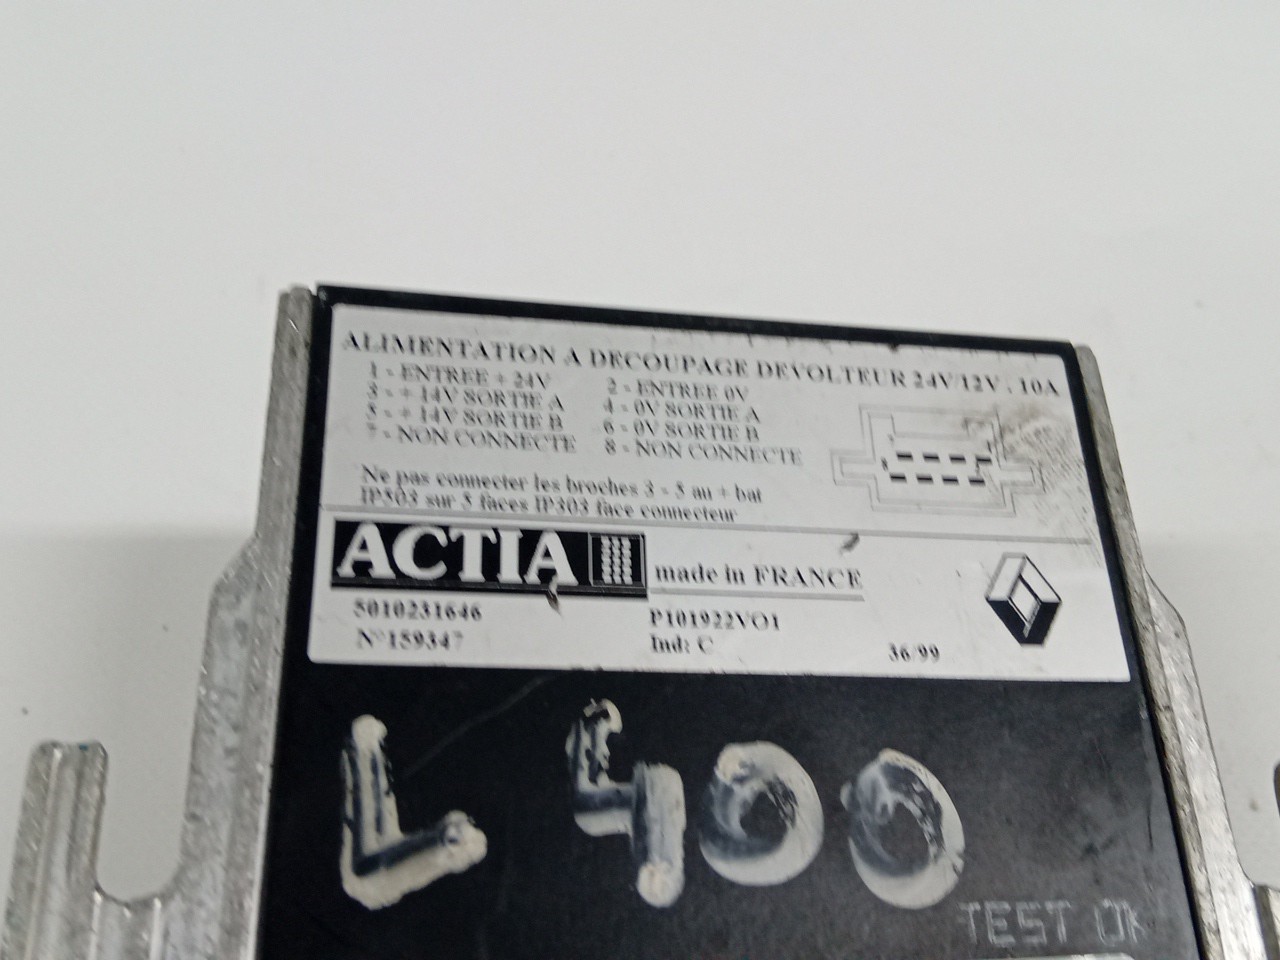 ALIMENTATION A DECOUPAGE DEVOLTEUR 24V/12V . 10A
1 - ENTREE + 24V 2 - ENTREE 0V
3 - + 14V SORTIE A 4 - 0V SORTIE A
5 - + 14V SORTIE B 6 - 0V SORTIE B
7 - NON CONNECTE 8 - NON CONNECTE
8
Ne pas connecter les broches 3 - 5 au + bat
IP503 sur 5 faces IP303 face connecteur
ACTIA made in FRANCE
5010231646 P101922VO1
N°159347 Ind: C 36/99
L 400
TEST OK